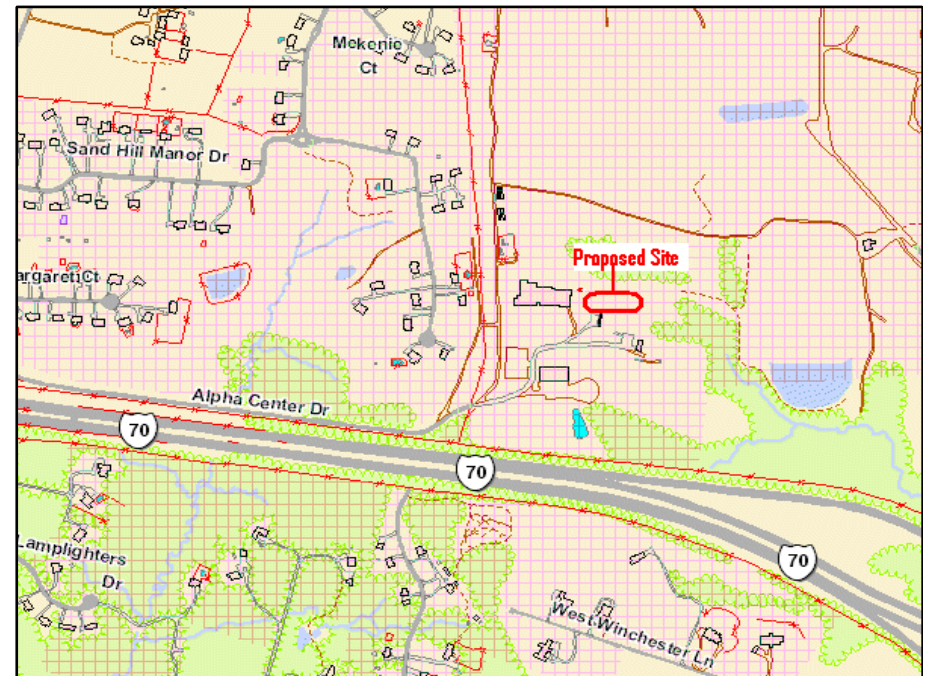 Mckenie
Ct
Sand Hill Manor Dr
Proposed Site
argaret Ct
Alpha Center Dr
70
70
70
Lamplighters
Dr
West Winchester Ln